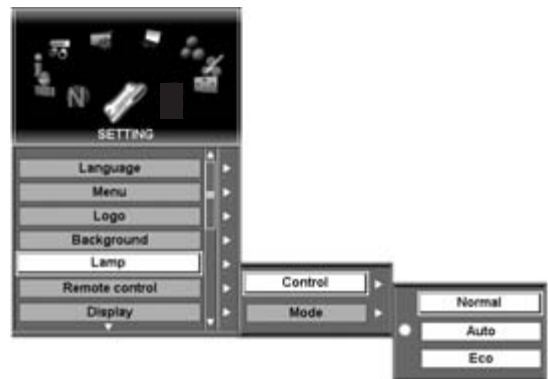 N
SETTING
Language
Menu
Logo
Background
Lamp
Remote control
Display
Control
Mode
Normal
Auto
Eco